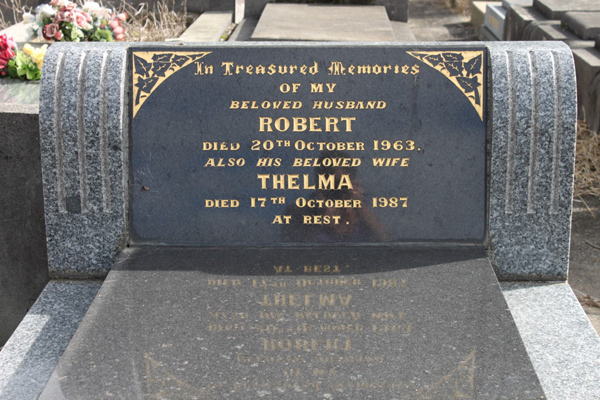 In Treasured Memories
OF MY
BELOVED HUSBAND
ROBERT
DIED 20TH OCTOBER 1963.
ALSO HIS BELOVED WIFE
THELMA
DIED 17TH OCTOBER 1987
AT REST.